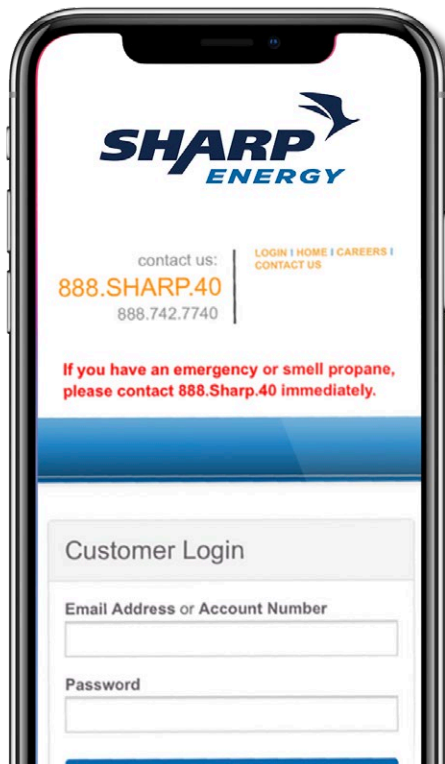 SHARP
ENERGY
contact us:
888.SHARP.40
888.742.7740
LOGIN I HOME I CAREERS I
CONTACT US
If you have an emergency or smell propane,
please contact 888.Sharp.40 immediately.
Customer Login
Email Address or Account Number
Password